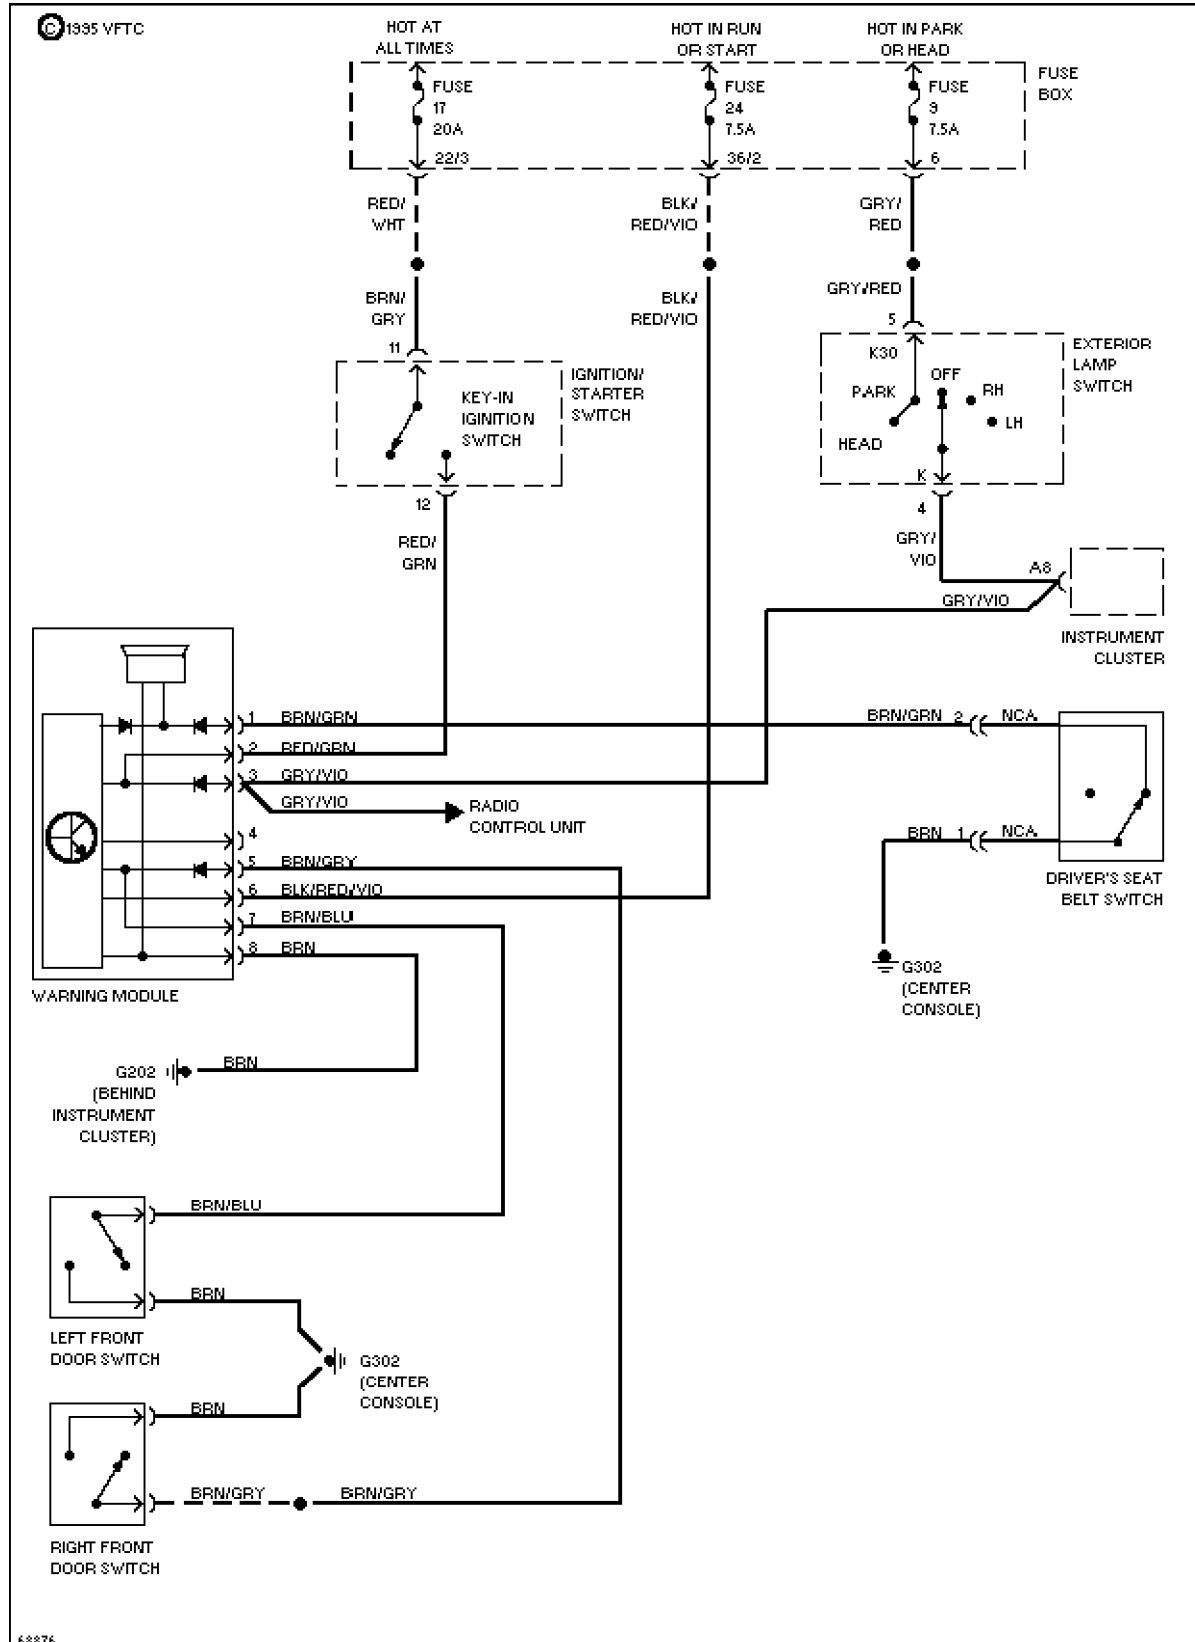 © 1995 VFTC
HOT AT
ALL TIMES
HOT IN RUN
OR START
HOT IN PARK
OR HEAD
FUSE
17
20A
22/3
FUSE
24
7.5A
36/2
FUSE
9
7.5A
6
FUSE
BOX
RED/
WHT
BLK/
RED/VIO
GRY/
RED
BRN/
GRY
BLK/
RED/VIO
GRY/RED
11
5
KEY-IN
IGNITION
SWITCH
IGNITION/
STARTER
SWITCH
K30
OFF
PARK
RH
LH
HEAD
K
EXTERIOR
LAMP
SWITCH
12
4
RED/
GRN
GRY/
VIO
A8
GRY/VIO
INSTRUMENT
CLUSTER
1 BRN/GRN
BRN/GRN 2 NCA
2 RED/GRN
3 GRY/VIO
GRY/VIO
RADIO
CONTROL UNIT
4
BRN 1 NCA
5 BRN/GRY
6 BLK/RED/VIO
7 BRN/BLU
8 BRN
DRIVER'S SEAT
BELT SWITCH
G302
(CENTER
CONSOLE)
WARNING MODULE
BRN
G202
(BEHIND
INSTRUMENT
CLUSTER)
BRN/BLU
BRN
LEFT FRONT
DOOR SWITCH
G302
(CENTER
CONSOLE)
BRN
BRN/GRY
BRN/GRY
RIGHT FRONT
DOOR SWITCH